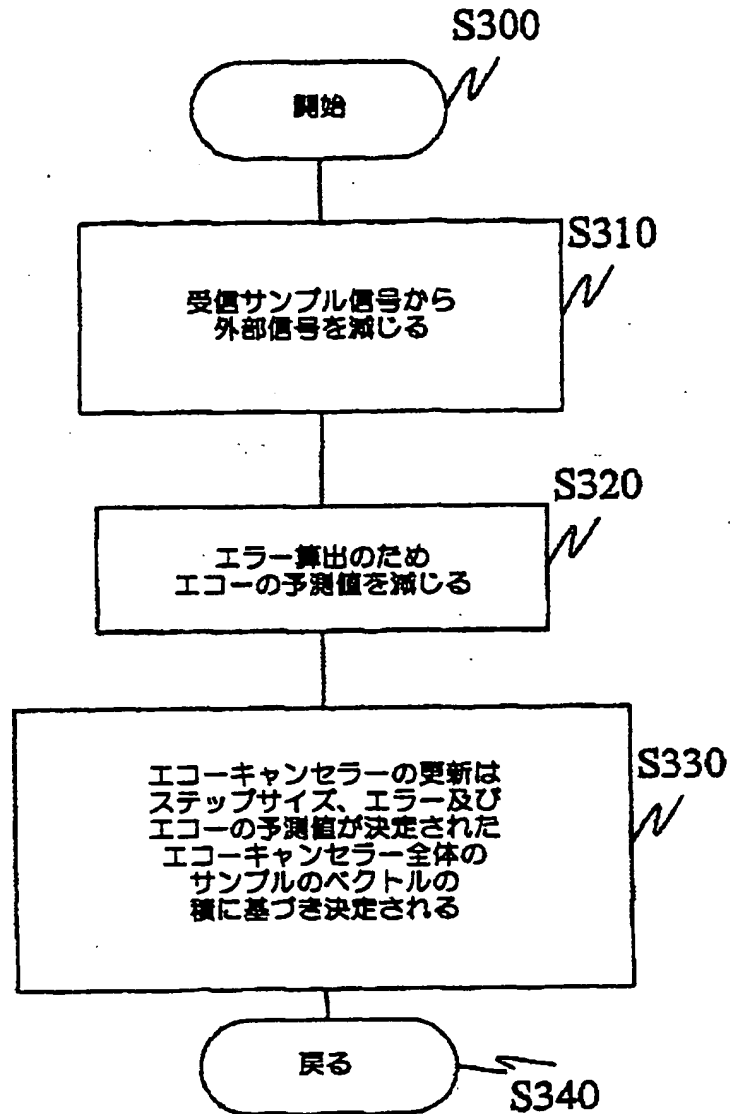 S300
開始
S310
受信サンプル信号から
外部信号を減じる
S320
エラー算出のため
エコーの予測値を減じる
S330
エコーキャンセラーの更新は
ステップサイズ、エラー及び
エコーの予測値が決定された
エコーキャンセラー全体の
サンプルのベクトルの
積に基づき決定される
戻る
S340